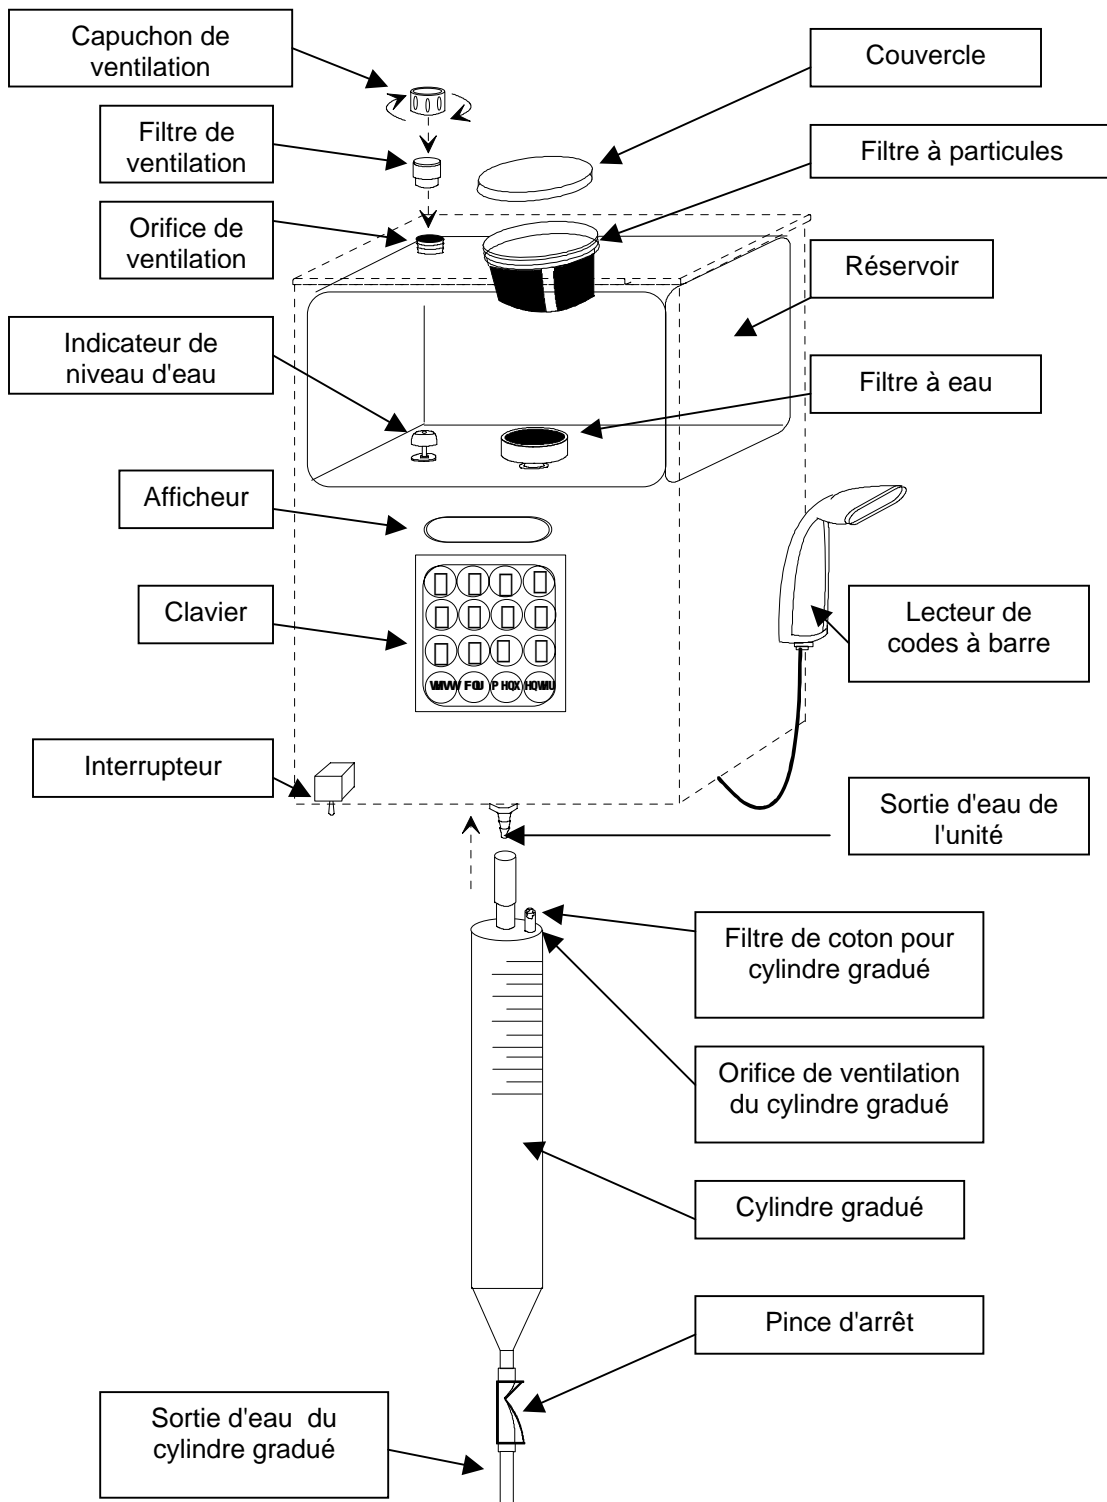 Capuchon de
ventilation
Couvercle
Filtre de
ventilation
Filtre à particules
Orifice de
ventilation
Réservoir
Indicateur de
niveau d'eau
Filtre à eau
Afficheur
Clavier
Lecteur de
codes à barre
Interrupteur
Sortie d'eau de
l'unité
Filtre de coton pour
cylindre gradué
Orifice de ventilation
du cylindre gradué
Cylindre gradué
Pince d'arrêt
Sortie d'eau du
cylindre gradué